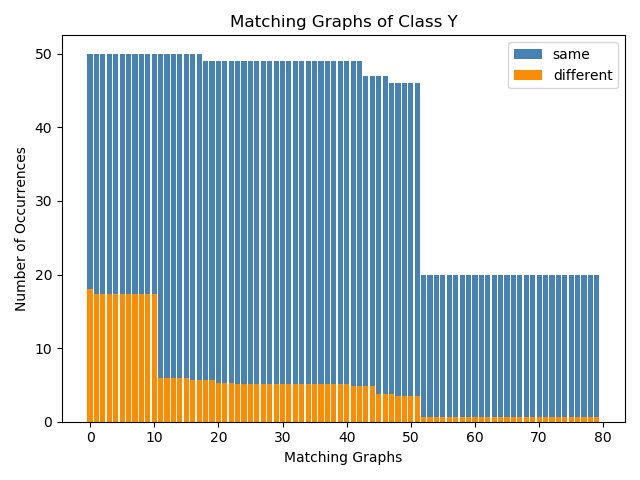 Matching Graphs of Class Y
same
different
Number of Occurrences
50
40
30
20
10
0
0 10 20 30 40 50 60 70 80
Matching Graphs